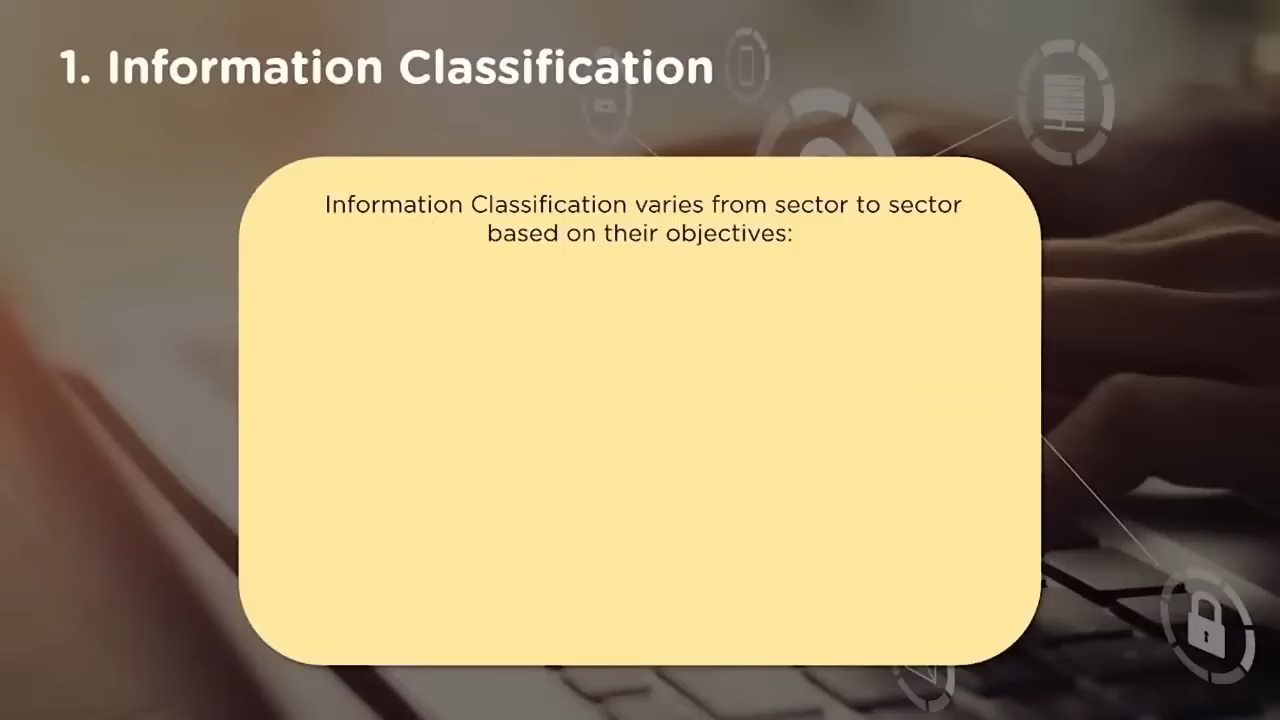 1. Information Classification
Information Classification varies from sector to sector
based on their objectives: